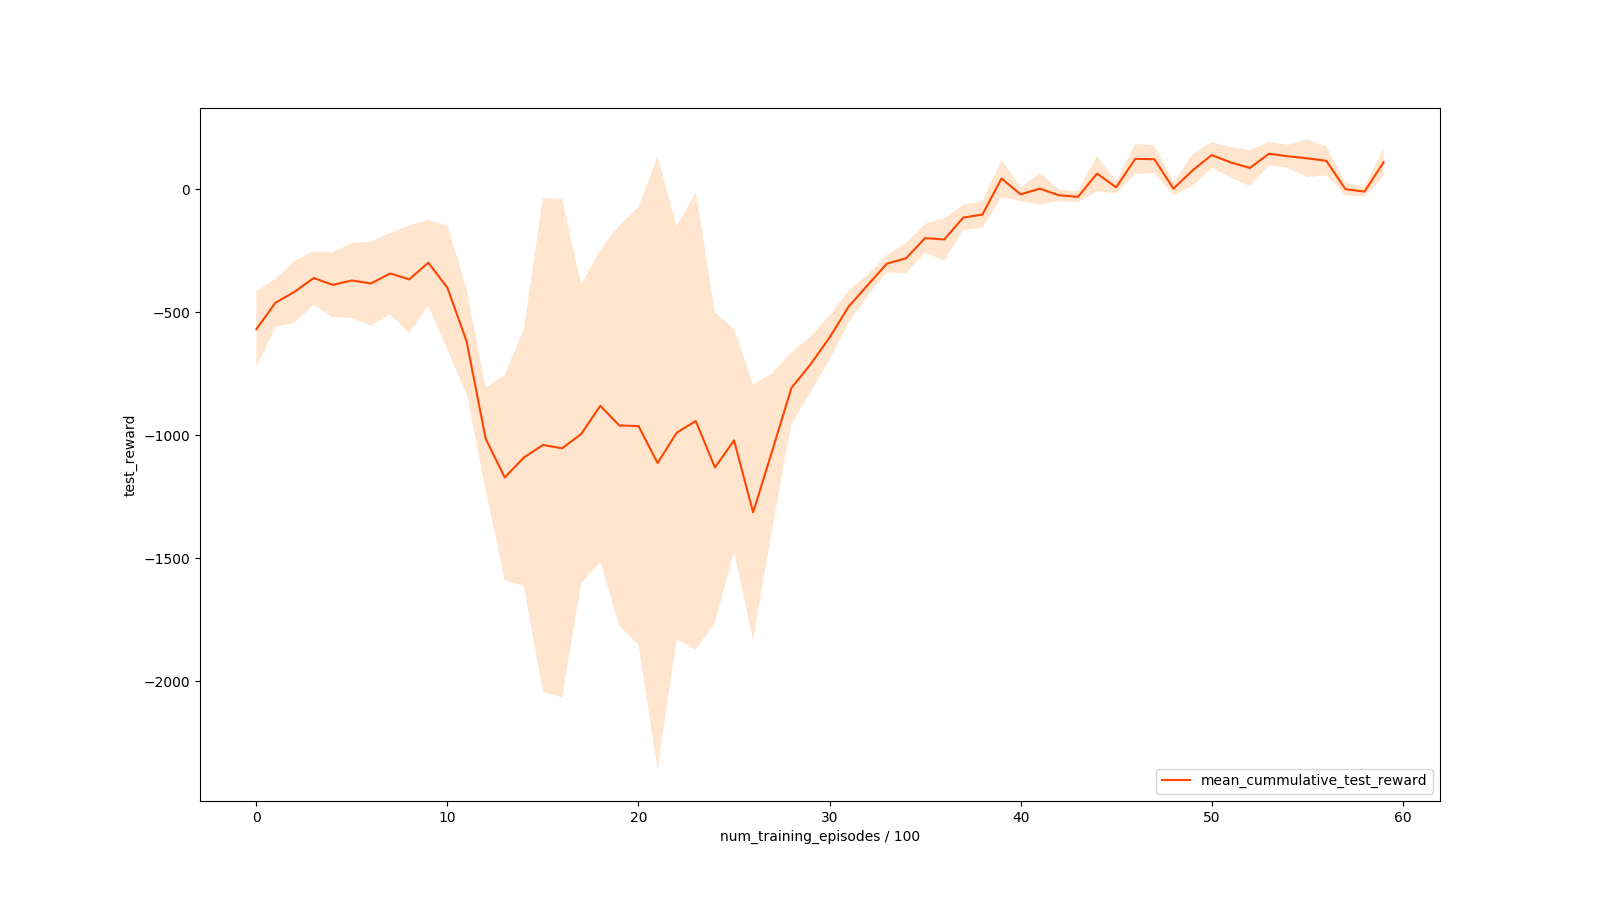 0
−500
−1000
−1500
−2000
test_reward
0 10 20 30 40 50 60
num_training_episodes / 100
mean_cummulative_test_reward